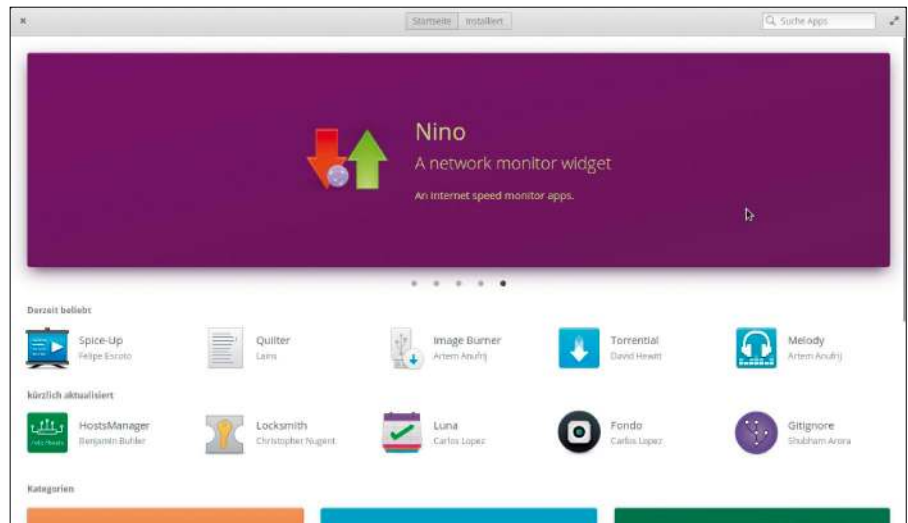 Startseite Installiert Suche Apps
Nino
A network monitor widget
An Internet speed monitor apps.
Derzeit beliebt
Spice-Up Quilter Image Burner Torrential Melody
Felipe Escoto Lains Artem Anufrij David Hewitt Artem Anufrij
kürzlich aktualisiert
HostsManager Locksmith Luna Fondo Gitignore
Benjamin Buhler Christopher Nugent Carlos Lopez Carlos Lopez Shubham Arora
Kategorien